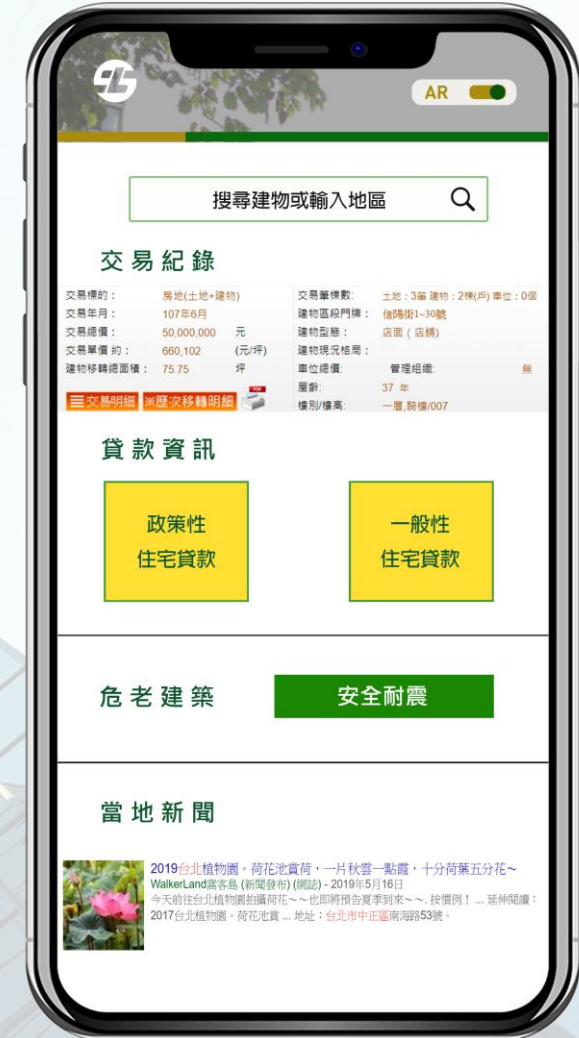 AR
搜尋建物或輸入地區
交易紀錄
交易標的： 房地(土地+建物)
交易年月： 107年6月
交易總價： 50,000,000 元
交易單價 約： 660,102 (元/坪)
建物移轉總面積： 75.75 坪
交易明細 ※歷次移轉明細
交易筆棟數: 土地：3筆 建物：2棟(戶) 車位：0個
建物區段門牌： 信陽街1~30號
建物型態： 店面（店鋪）
建物現況格局：
車位總價: 管理組織: 無
屋齡: 37 年
樓別/樓高: 一層,騎樓/007
貸款資訊
政策性
住宅貸款
一般性
住宅貸款
危老建築
安全耐震
當地新聞
2019台北植物園。荷花池賞荷，一片秋雲一點霞，十分荷葉五分花～
WalkerLand窩客島 (新聞發布) (網誌) - 2019年5月16日
今天前往台北植物園拍攝荷花～～也即將預告夏季到來～～. 按慣例！ ... 延伸閱讀：
2017台北植物園。荷花池賞 ... 地址：台北市中正區南海路53號。